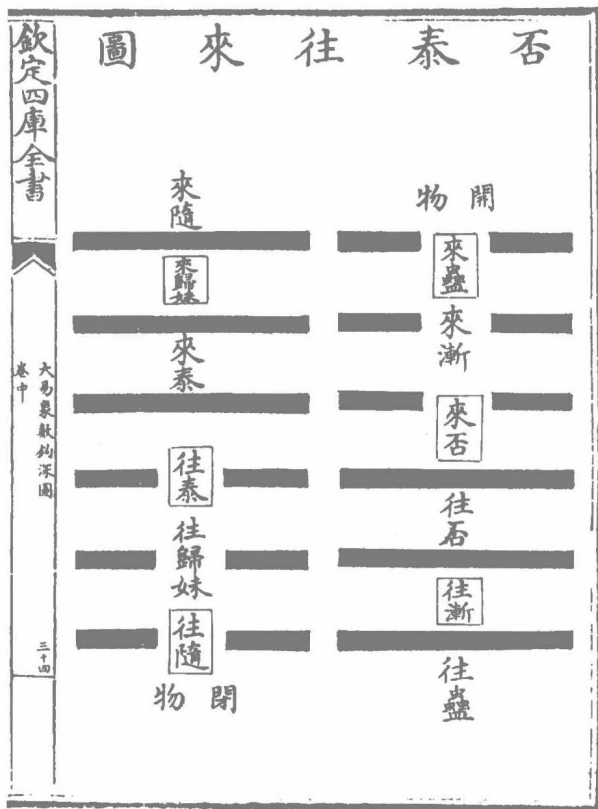 否泰往來圖
開物
來蠱
來漸
來否
往否
往漸
往蠱
來隨
來歸妹
來泰
往泰
往歸妹
往隨
閉物
欽定四庫全書
大易象數鉤深圖
卷中
三十四